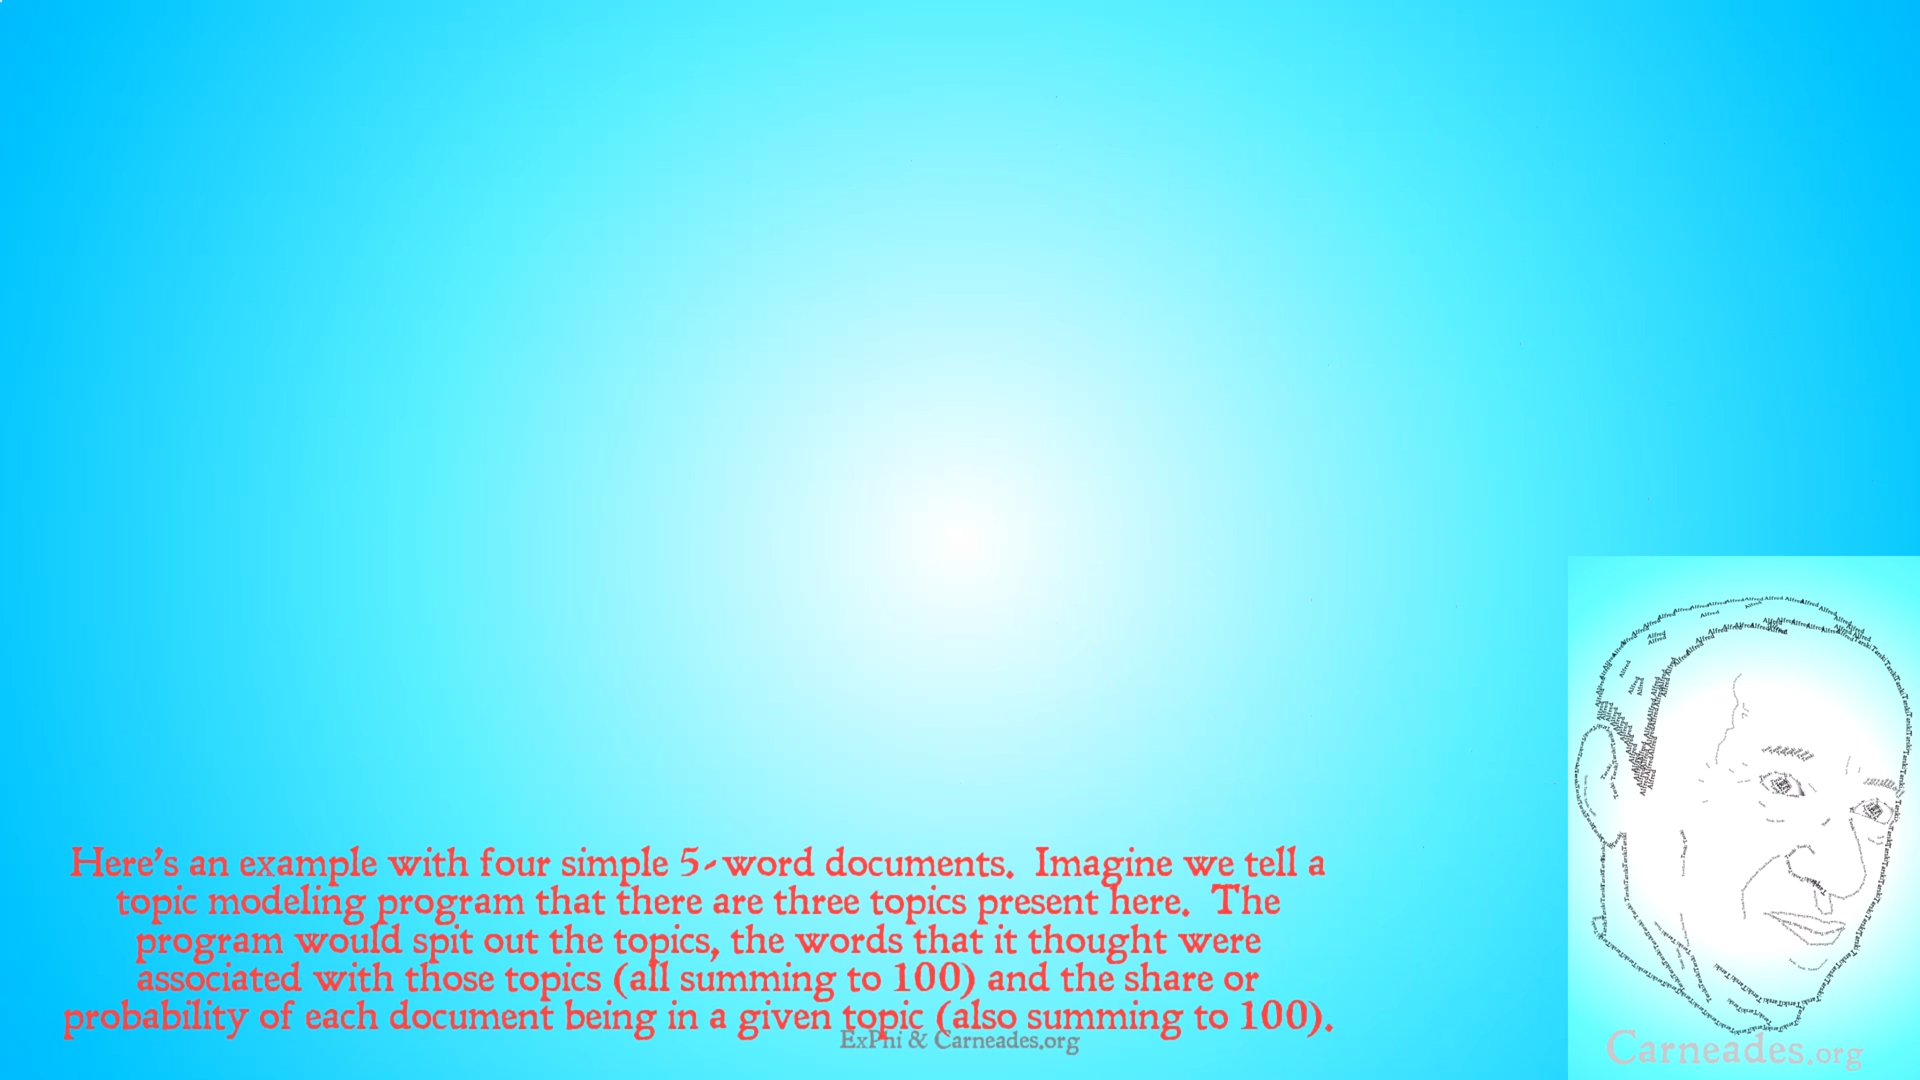 Here's an example with four simple 5-word documents. Imagine we tell a
topic modeling program that there are three topics present here. The
program would spit out the topics, the words that it thought were
associated with those topics (all summing to 100) and the share or
probability of each document being in a given topic (also summing to 100).
ExPhi & Carneades.org
Carneades.org